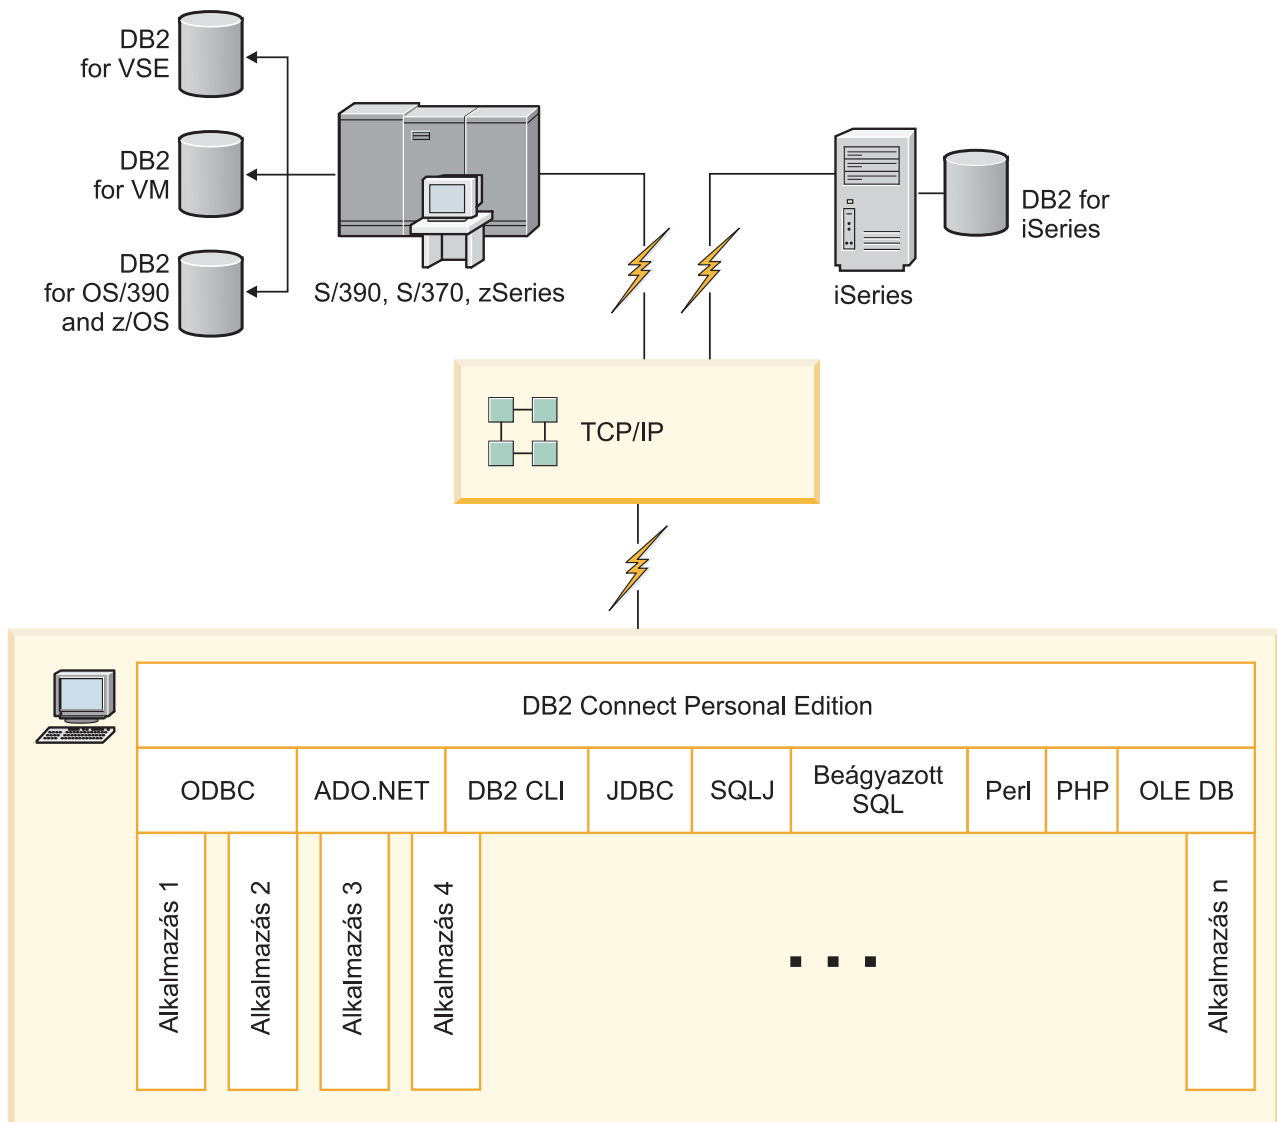 DB2
for VSE
DB2
for VM
DB2
for OS/390
and z/OS
S/390, S/370, zSeries
iSeries
DB2 for
iSeries
TCP/IP
DB2 Connect Personal Edition
ODBC
ADO.NET
DB2 CLI
JDBC
SQLJ
Beágyazott
SQL
Perl
PHP
OLE DB
Alkalmazás 1
Alkalmazás 2
Alkalmazás 3
Alkalmazás 4
Alkalmazás n